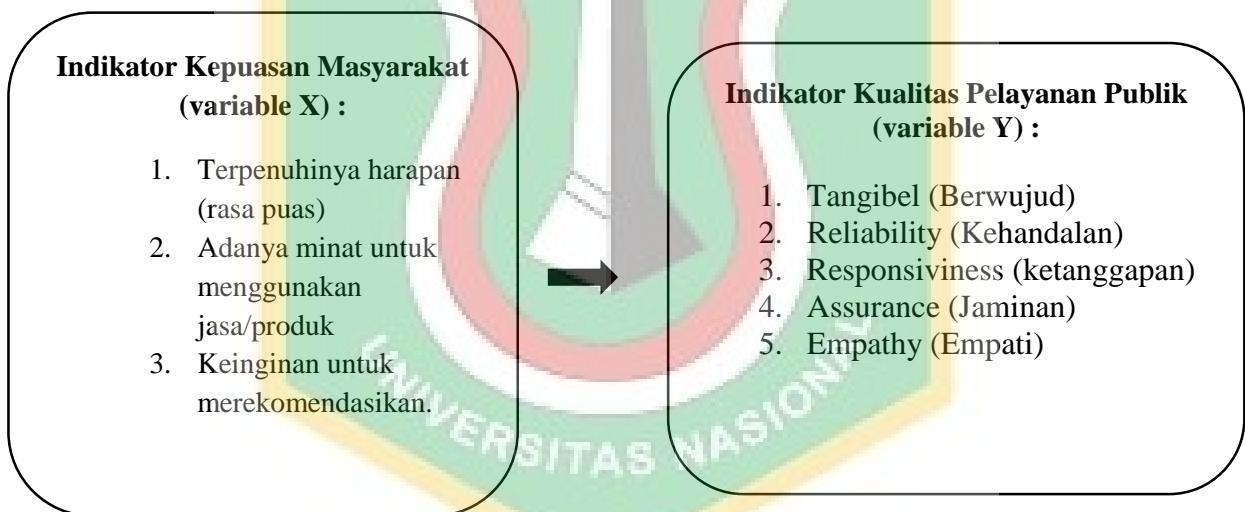 Indikator Kepuasan Masyarakat
(variable X) :
1. Terpenuhinya harapan
(rasa puas)
2. Adanya minat untuk
menggunakan
jasa/produk
3. Keinginan untuk
merekomendasikan.
Indikator Kualitas Pelayanan Publik
(variable Y) :
1. Tangibel (Berwujud)
2. Reliability (Kehandalan)
3. Responsiviness (ketanggapan)
4. Assurance (Jaminan)
5. Empathy (Empati)
UNIVERSITAS NASIONAL